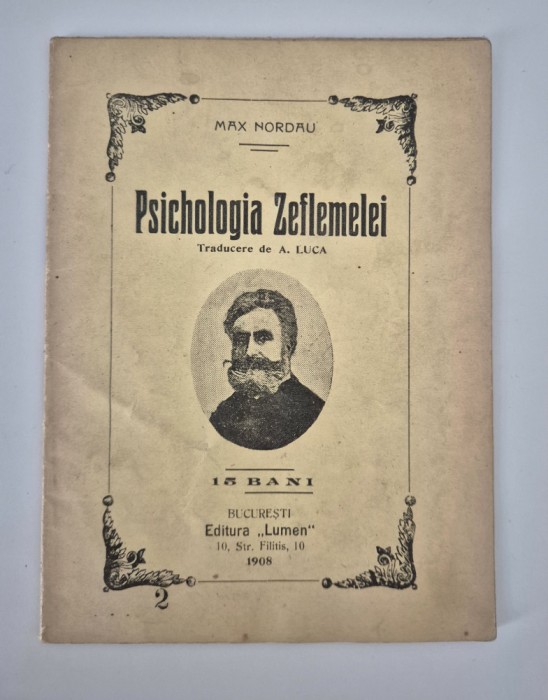 MAX NORDAU
Psichologia Zeflemelei
Traducere de A. LUCA
15 BANI
BUCUREȘTI
Editura „Lumen"
10, Str. Filitis, 10
1908
2